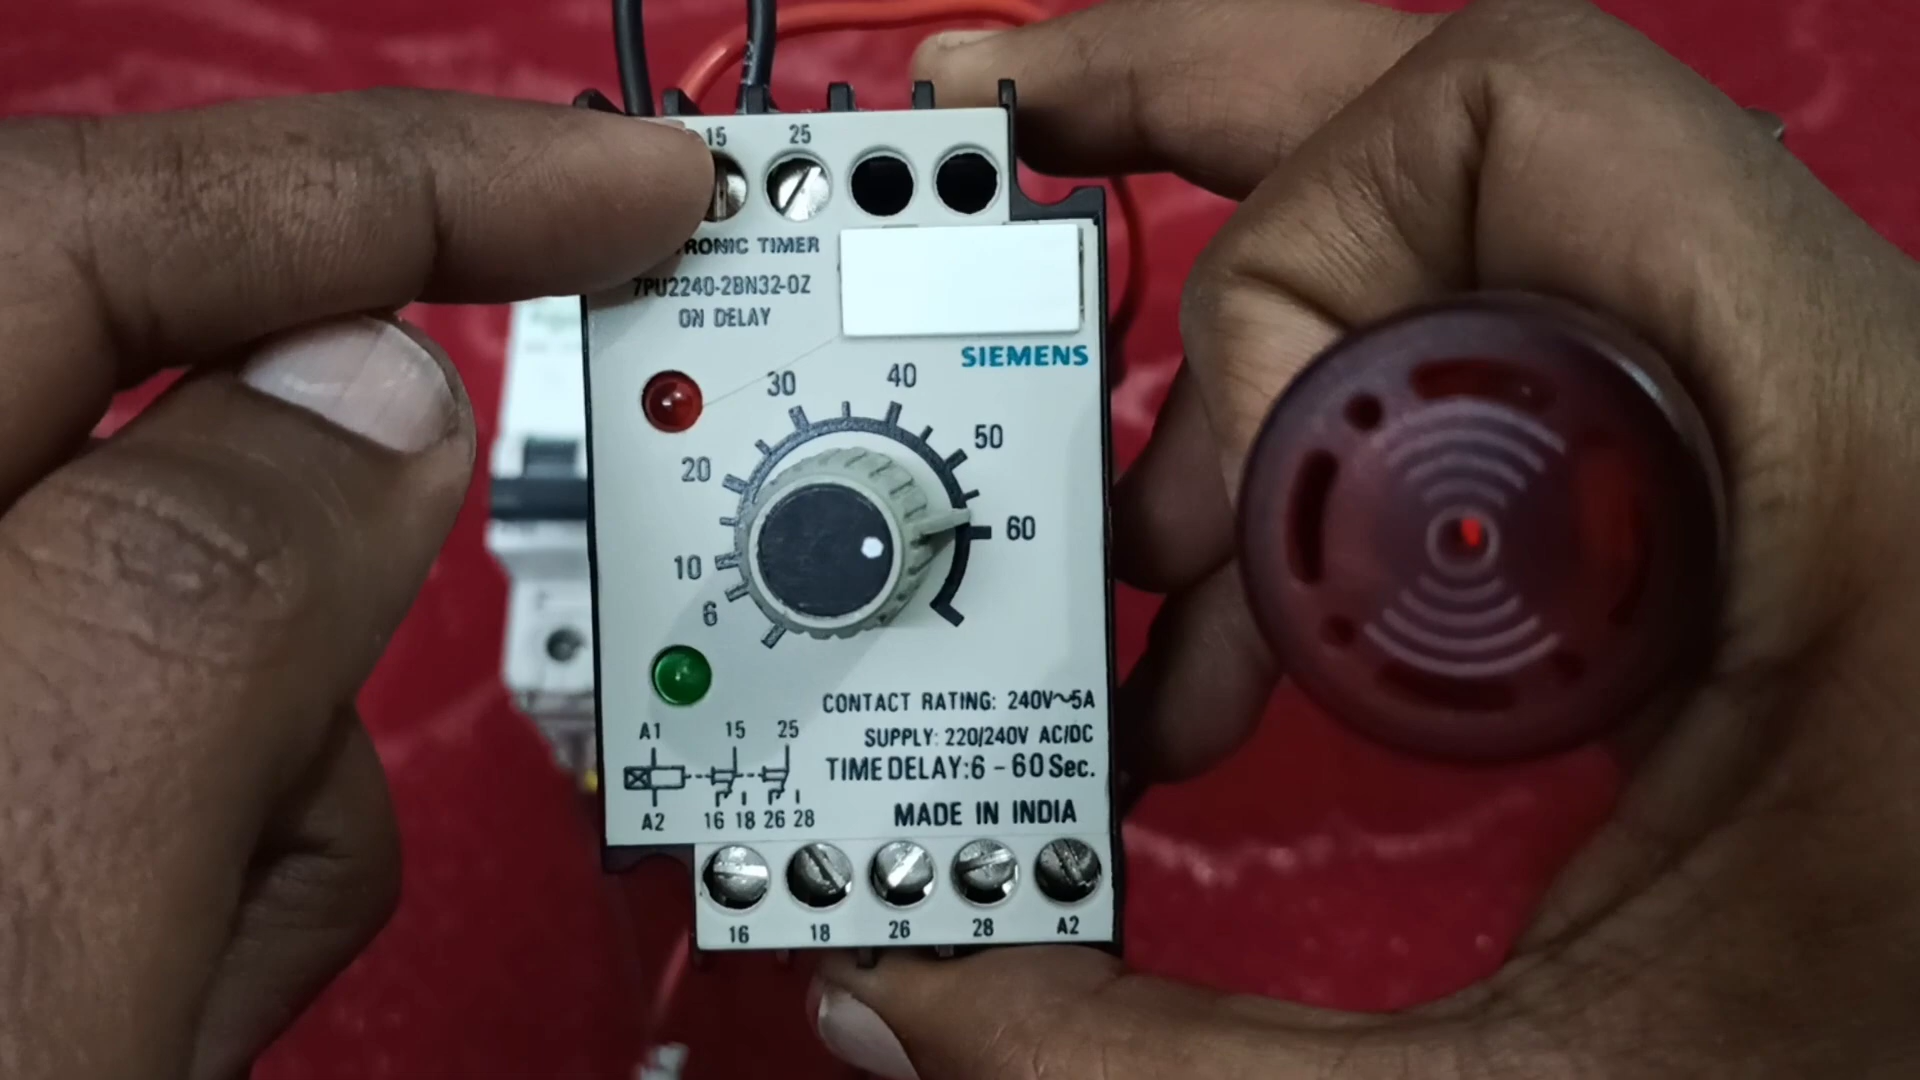 15 25
TRONIC TIMER
7PU2240-2BN32-0Z
ON DELAY
SIEMENS
30 40
20 50
10 60
6
CONTACT RATING: 240V~5A
SUPPLY: 220/240V AC/DC
TIME DELAY: 6 - 60 Sec.
MADE IN INDIA
A1 15 25
A2 16 18 26 28
16 18 26 28 A2